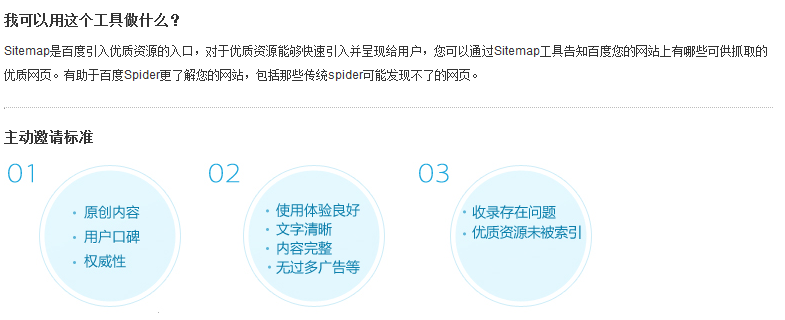 我可以用这个工具做什么？
Sitemap是百度引入优质资源的入口，对于优质资源能够快速引入并呈现给用户，您可以通过Sitemap工具告知百度您的网站上有哪些可供抓取的
优质网页。有助于百度Spider更了解您的网站，包括那些传统spider可能发现不了的网页。
主动邀请标准
01
• 原创内容
• 用户口碑
• 权威性
02
• 使用体验良好
• 文字清晰
• 内容完整
• 无过多广告等
03
• 收录存在问题
• 优质资源未被索引